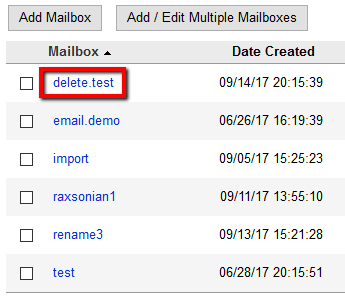 Add Mailbox Add / Edit Multiple Mailboxes
Mailbox Date Created
delete.test 09/14/17 20:15:39
email.demo 06/26/17 16:19:39
import 09/05/17 15:25:23
raxsonian1 09/11/17 13:55:10
rename3 09/13/17 15:21:28
test 06/28/17 20:15:51